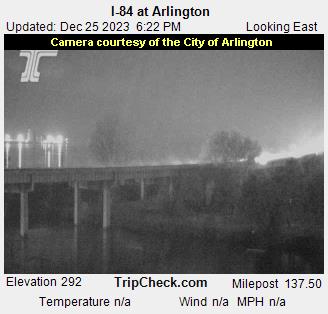 I-84 at Arlington
Updated: Dec 25 2023 6:22 PM Looking East
Camera courtesy of the City of Arlington
Elevation 292 TripCheck.com Milepost 137.50
Temperature n/a Wind n/a MPH n/a